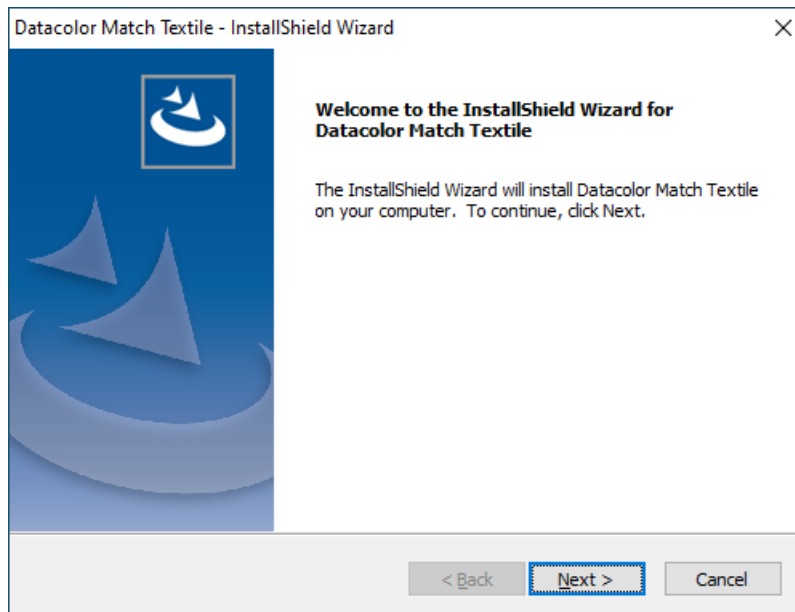 Datacolor Match Textile - InstallShield Wizard
Welcome to the InstallShield Wizard for
Datacolor Match Textile
The InstallShield Wizard will install Datacolor Match Textile
on your computer.  To continue, click Next.
< Back
Next >
Cancel